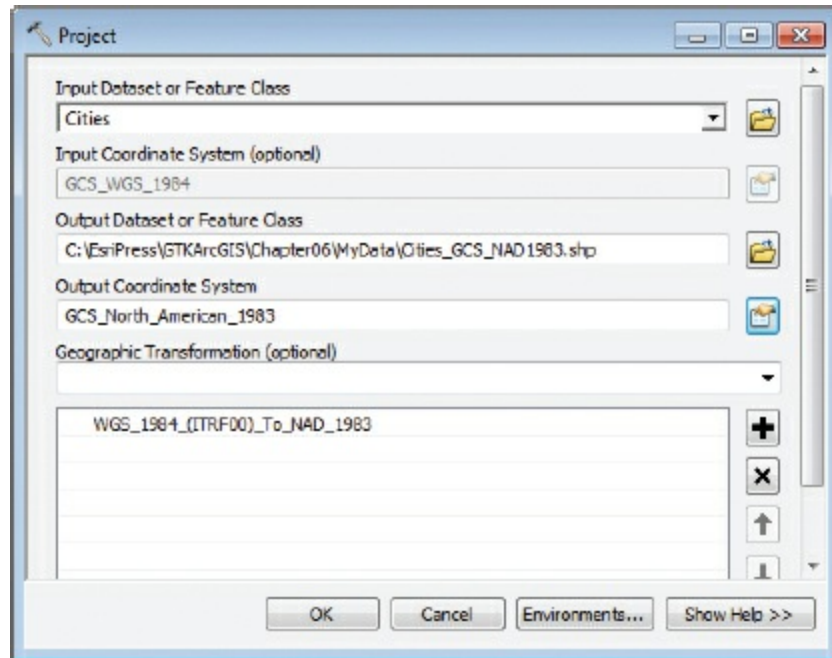 Project
Input Dataset or Feature Class
Cities
Input Coordinate System (optional)
GCS_WGS_1984
Output Dataset or Feature Class
C:\EsriPress\GTKArcGIS\Chapter06\MyData\Cities_GCS_NAD1983.shp
Output Coordinate System
GCS_North_American_1983
Geographic Transformation (optional)
WGS_1984_(ITRF00)_To_NAD_1983
OK Cancel Environments... Show Help >>